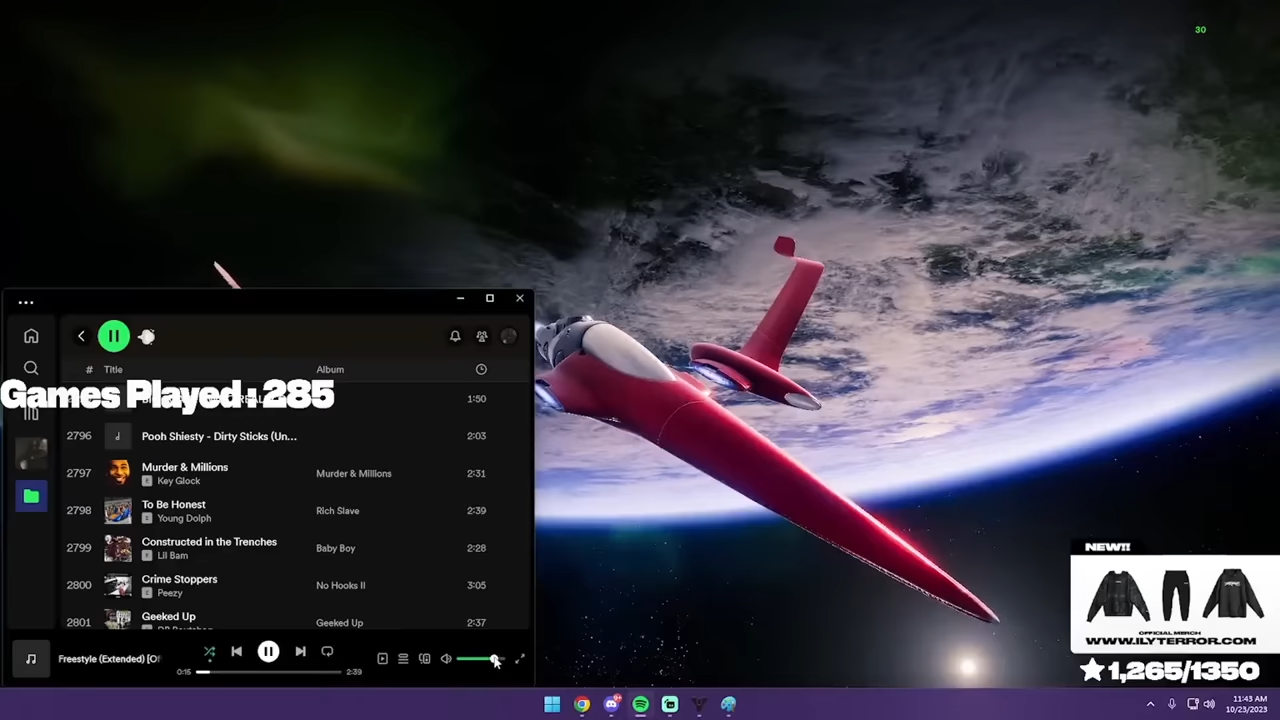 30
# Title Album
Games Played : 285
1:50
2796 Pooh Shiesty - Dirty Sticks (Un... 2:03
2797 Murder & Millions Murder & Millions 2:31
E Key Glock
2798 To Be Honest Rich Slave 2:39
E Young Dolph
2799 Constructed in the Trenches Baby Boy 2:28
E Lil Bam
2800 Crime Stoppers No Hooks II 3:05
E Peezy
2801 Geeked Up Geeked Up 2:37
Freestyle (Extended) [Of
0:15 2:39
NEW!!
OFFICIAL MERCH
WWW.ILYTERROR.COM
1,265/1350
11:43 AM
10/23/2023